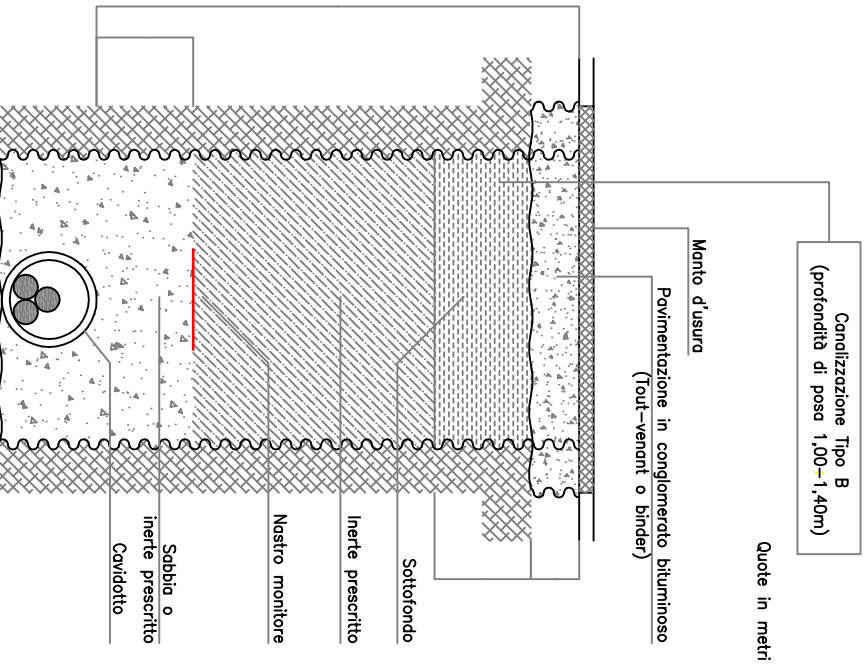 Canalizzazione Tipo B
(profondità di posa 1,00÷1,40m)
Quote in metri
Manto d'usura
Pavimentazione in conglomerato bituminoso
(Tout-venant o binder)
Sottofondo
Inerte prescritto
Nastro monitore
Sabbia o
inerte prescritto
Cavidotto